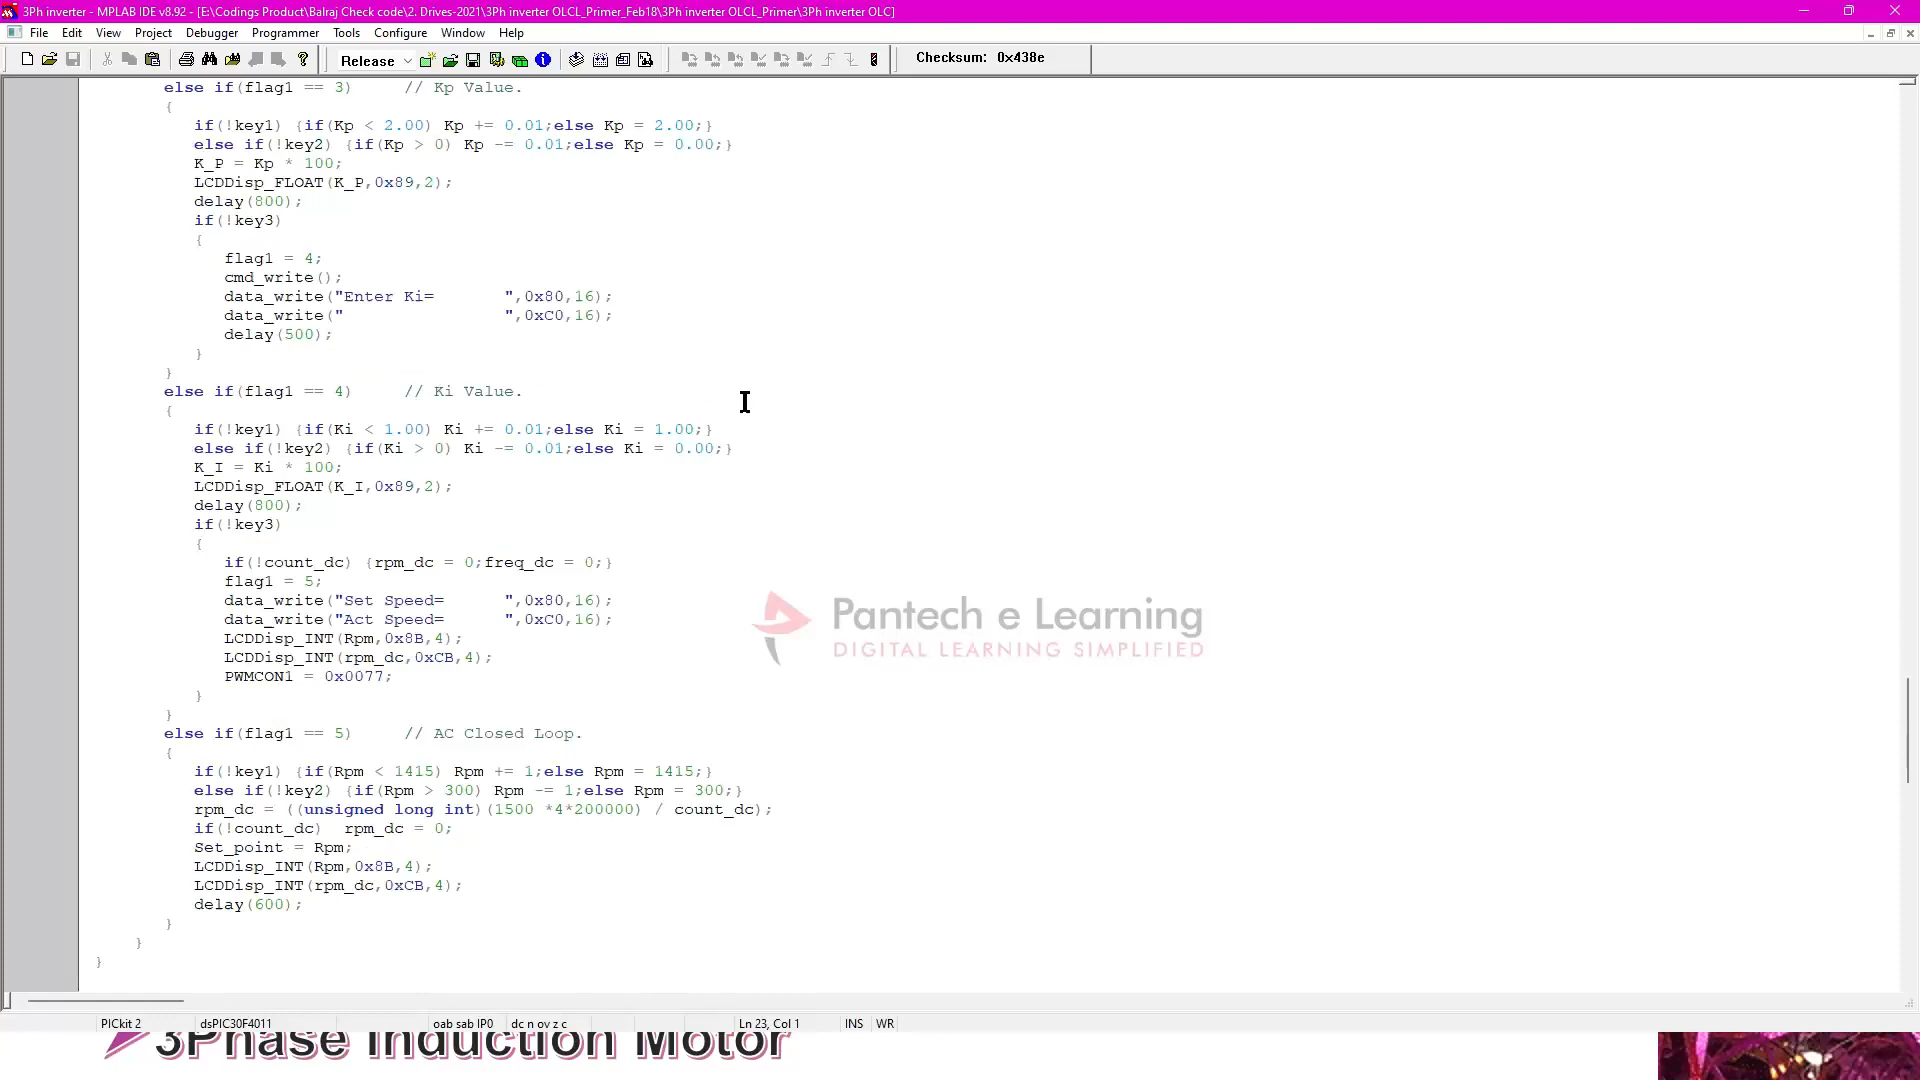 3Ph inverter - MPLAB IDE v8.92 - [E:\Codings Product\Balraj Check code\2. Drives-2021\3Ph inverter OLCL_Primer_Feb18\3Ph inverter OLCL_Primer\3Ph inverter OLC]
File Edit View Project Debugger Programmer Tools Configure Window Help
Release Checksum: 0x438e
else if(flag1 == 3) // Kp Value.
{
if(!key1) {if(Kp < 2.00) Kp += 0.01;else Kp = 2.00;}
else if(!key2) {if(Kp > 0) Kp -= 0.01;else Kp = 0.00;}
K_P = Kp * 100;
LCDDisp_FLOAT(K_P,0x89,2);
delay(800);
if(!key3)
{
flag1 = 4;
cmd_write();
data_write("Enter Ki=       ",0x80,16);
data_write("                ",0xC0,16);
delay(500);
}
}
else if(flag1 == 4) // Ki Value.
{
if(!key1) {if(Ki < 1.00) Ki += 0.01;else Ki = 1.00;}
else if(!key2) {if(Ki > 0) Ki -= 0.01;else Ki = 0.00;}
K_I = Ki * 100;
LCDDisp_FLOAT(K_I,0x89,2);
delay(800);
if(!key3)
{
if(!count_dc) {rpm_dc = 0;freq_dc = 0;}
flag1 = 5;
data_write("Set Speed=      ",0x80,16);
data_write("Act Speed=      ",0xC0,16);
LCDDisp_INT(Rpm,0x8B,4);
LCDDisp_INT(rpm_dc,0xCB,4);
PWMCON1 = 0x0077;
}
}
else if(flag1 == 5) // AC Closed Loop.
{
if(!key1) {if(Rpm < 1415) Rpm += 1;else Rpm = 1415;}
else if(!key2) {if(Rpm > 300) Rpm -= 1;else Rpm = 300;}
rpm_dc = ((unsigned long int)(1500 *4*200000) / count_dc);
if(!count_dc) rpm_dc = 0;
Set_point = Rpm;
LCDDisp_INT(Rpm,0x8B,4);
LCDDisp_INT(rpm_dc,0xCB,4);
delay(600);
}
}
}
Pantech e Learning
DIGITAL LEARNING SIMPLIFIED
PICkit 2 dsPIC30F4011 oab sab IP0 dc n ov z c Ln 23, Col 1 INS WR
3Phase Induction Motor